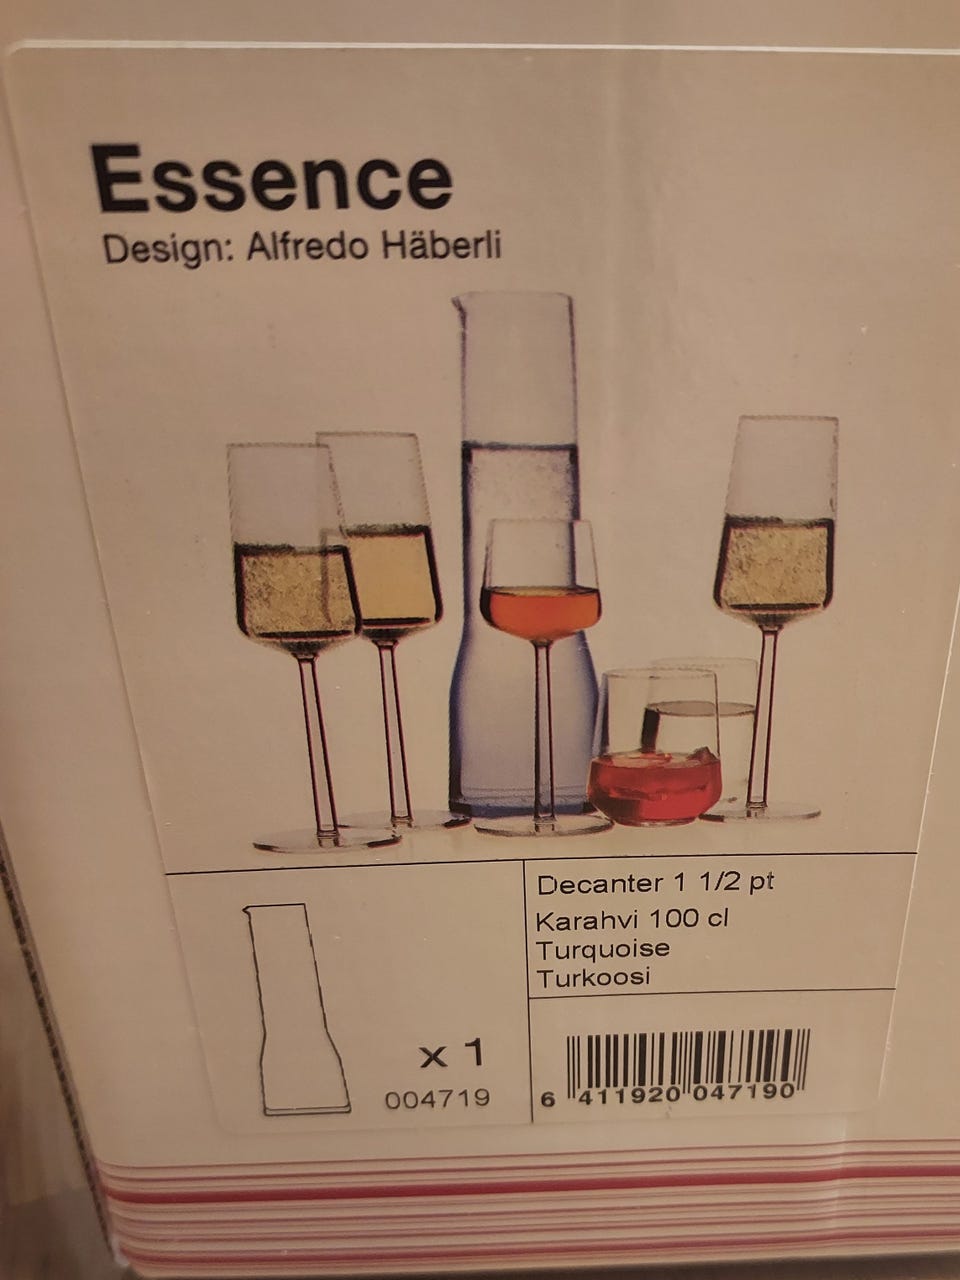 Essence
Design: Alfredo Häberli
Decanter 1 1/2 pt
Karahvi 100 cl
Turquoise
Turkoosi
x 1
004719
6 411920 047190